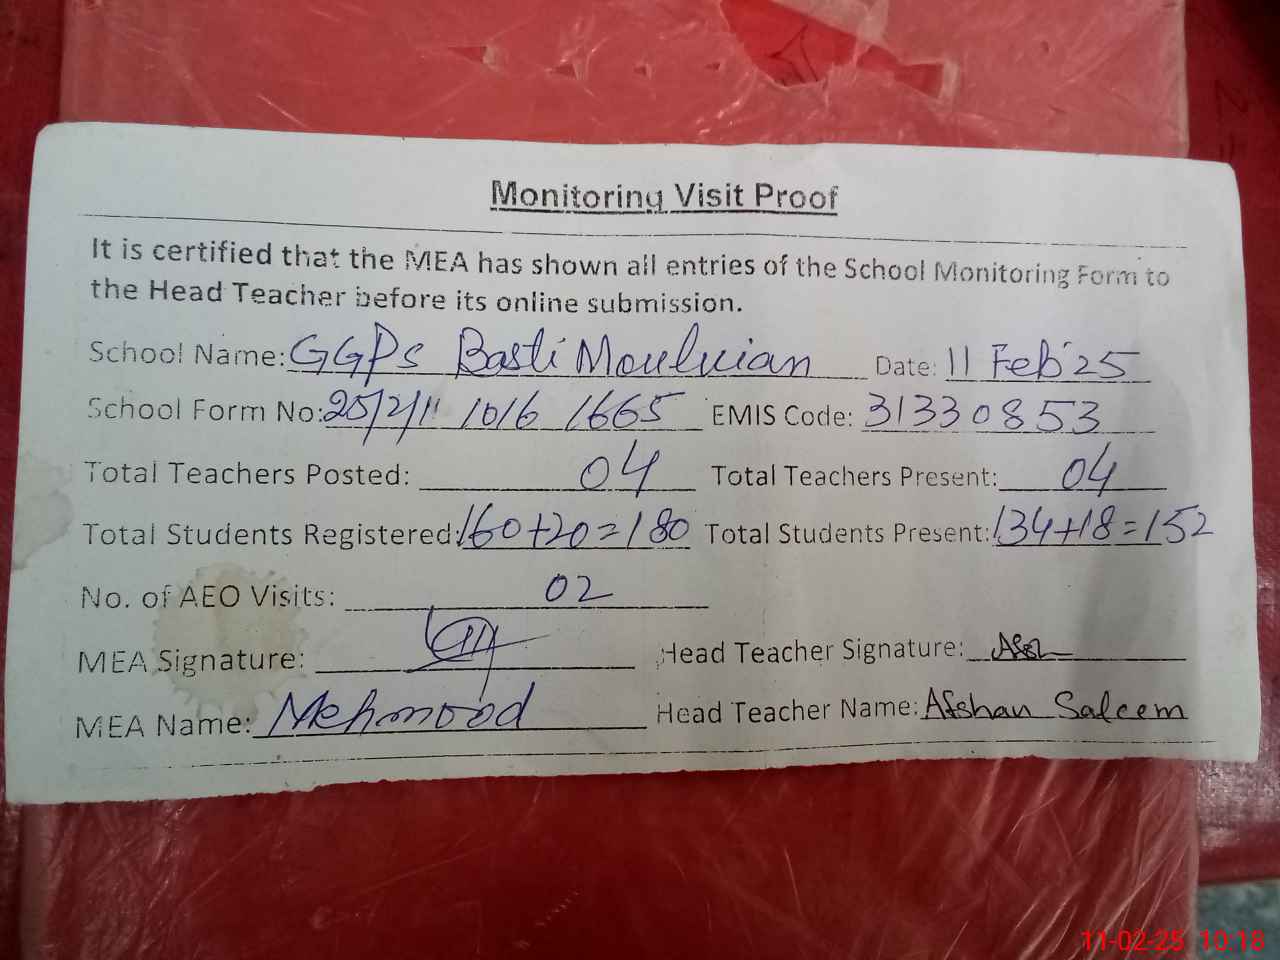 Monitoring Visit Proof
It is certified that the MEA has shown all entries of the School Monitoring Form to
the Head Teacher before its online submission.
School Name: GGPS Basti Moulvian Date: 11 Feb'25
School Form No: 25/2/11 1016 1665 EMIS Code: 31330853
Total Teachers Posted: 04 Total Teachers Present: 04
Total Students Registered: 160+20=180 Total Students Present: 134+18=152
No. of AEO Visits: 02
MEA Signature: Head Teacher Signature:
MEA Name: Mehmood Head Teacher Name: Afshan Saleem
11-02-25 10:18